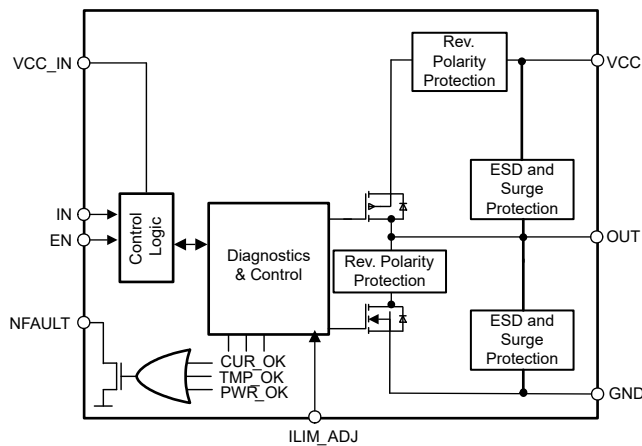 Rev.
Polarity
Protection
VCC_IN
VCC
ESD and
Surge
Protection
IN
EN
Control
Logic
Diagnostics
& Control
OUT
Rev. Polarity
Protection
NFAULT
ESD and
Surge
Protection
CUR_OK
TMP_OK
PWR_OK
GND
ILIM_ADJ